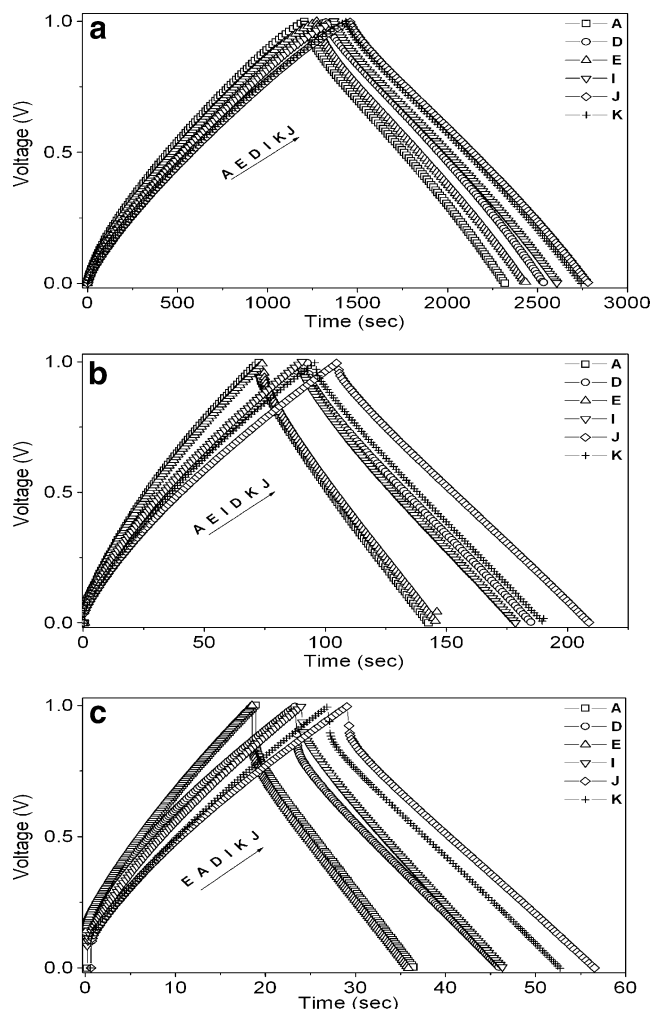 a
1.0
0.5
0.0
Voltage (V)
A
D
E
I
J
K
A E D I K J
0 500 1000 1500 2000 2500 3000
Time (sec)
b
1.0
0.5
0.0
Voltage (V)
A
D
E
I
J
K
A E I D K J
0 50 100 150 200
Time (sec)
c
1.0
0.5
0.0
Voltage (V)
A
D
E
I
J
K
E A D I K J
0 10 20 30 40 50 60
Time (sec)